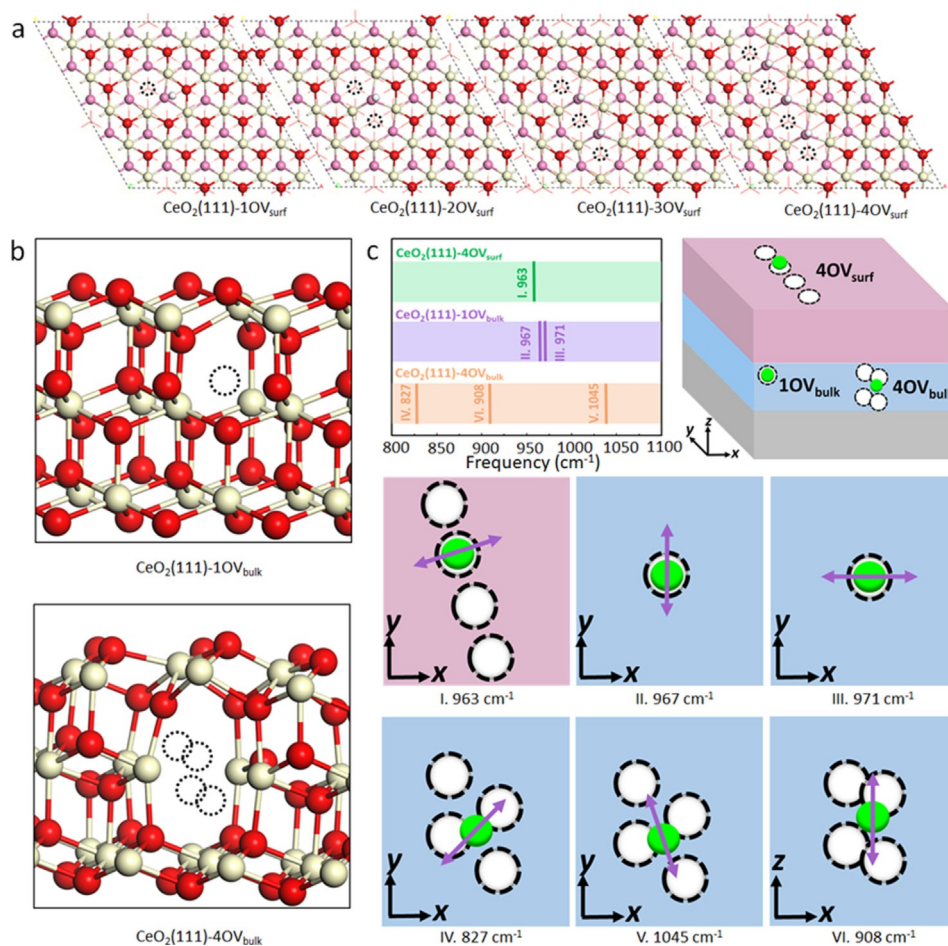 a
CeO₂(111)-1OVsurf
CeO₂(111)-2OVsurf
CeO₂(111)-3OVsurf
CeO₂(111)-4OVsurf
b
CeO₂(111)-1OVbulk
CeO₂(111)-4OVbulk
c
CeO₂(111)-4OVsurf
I. 963
CeO₂(111)-1OVbulk
II. 967
III. 971
CeO₂(111)-4OVbulk
IV. 827
VI. 908
V. 1045
800 850 900 950 1000 1050 1100
Frequency (cm⁻¹)
4OVsurf
1OVbulk
4OVbulk
z
y
x
y
x
I. 963 cm⁻¹
y
x
II. 967 cm⁻¹
y
x
III. 971 cm⁻¹
y
x
IV. 827 cm⁻¹
y
x
V. 1045 cm⁻¹
z
x
VI. 908 cm⁻¹